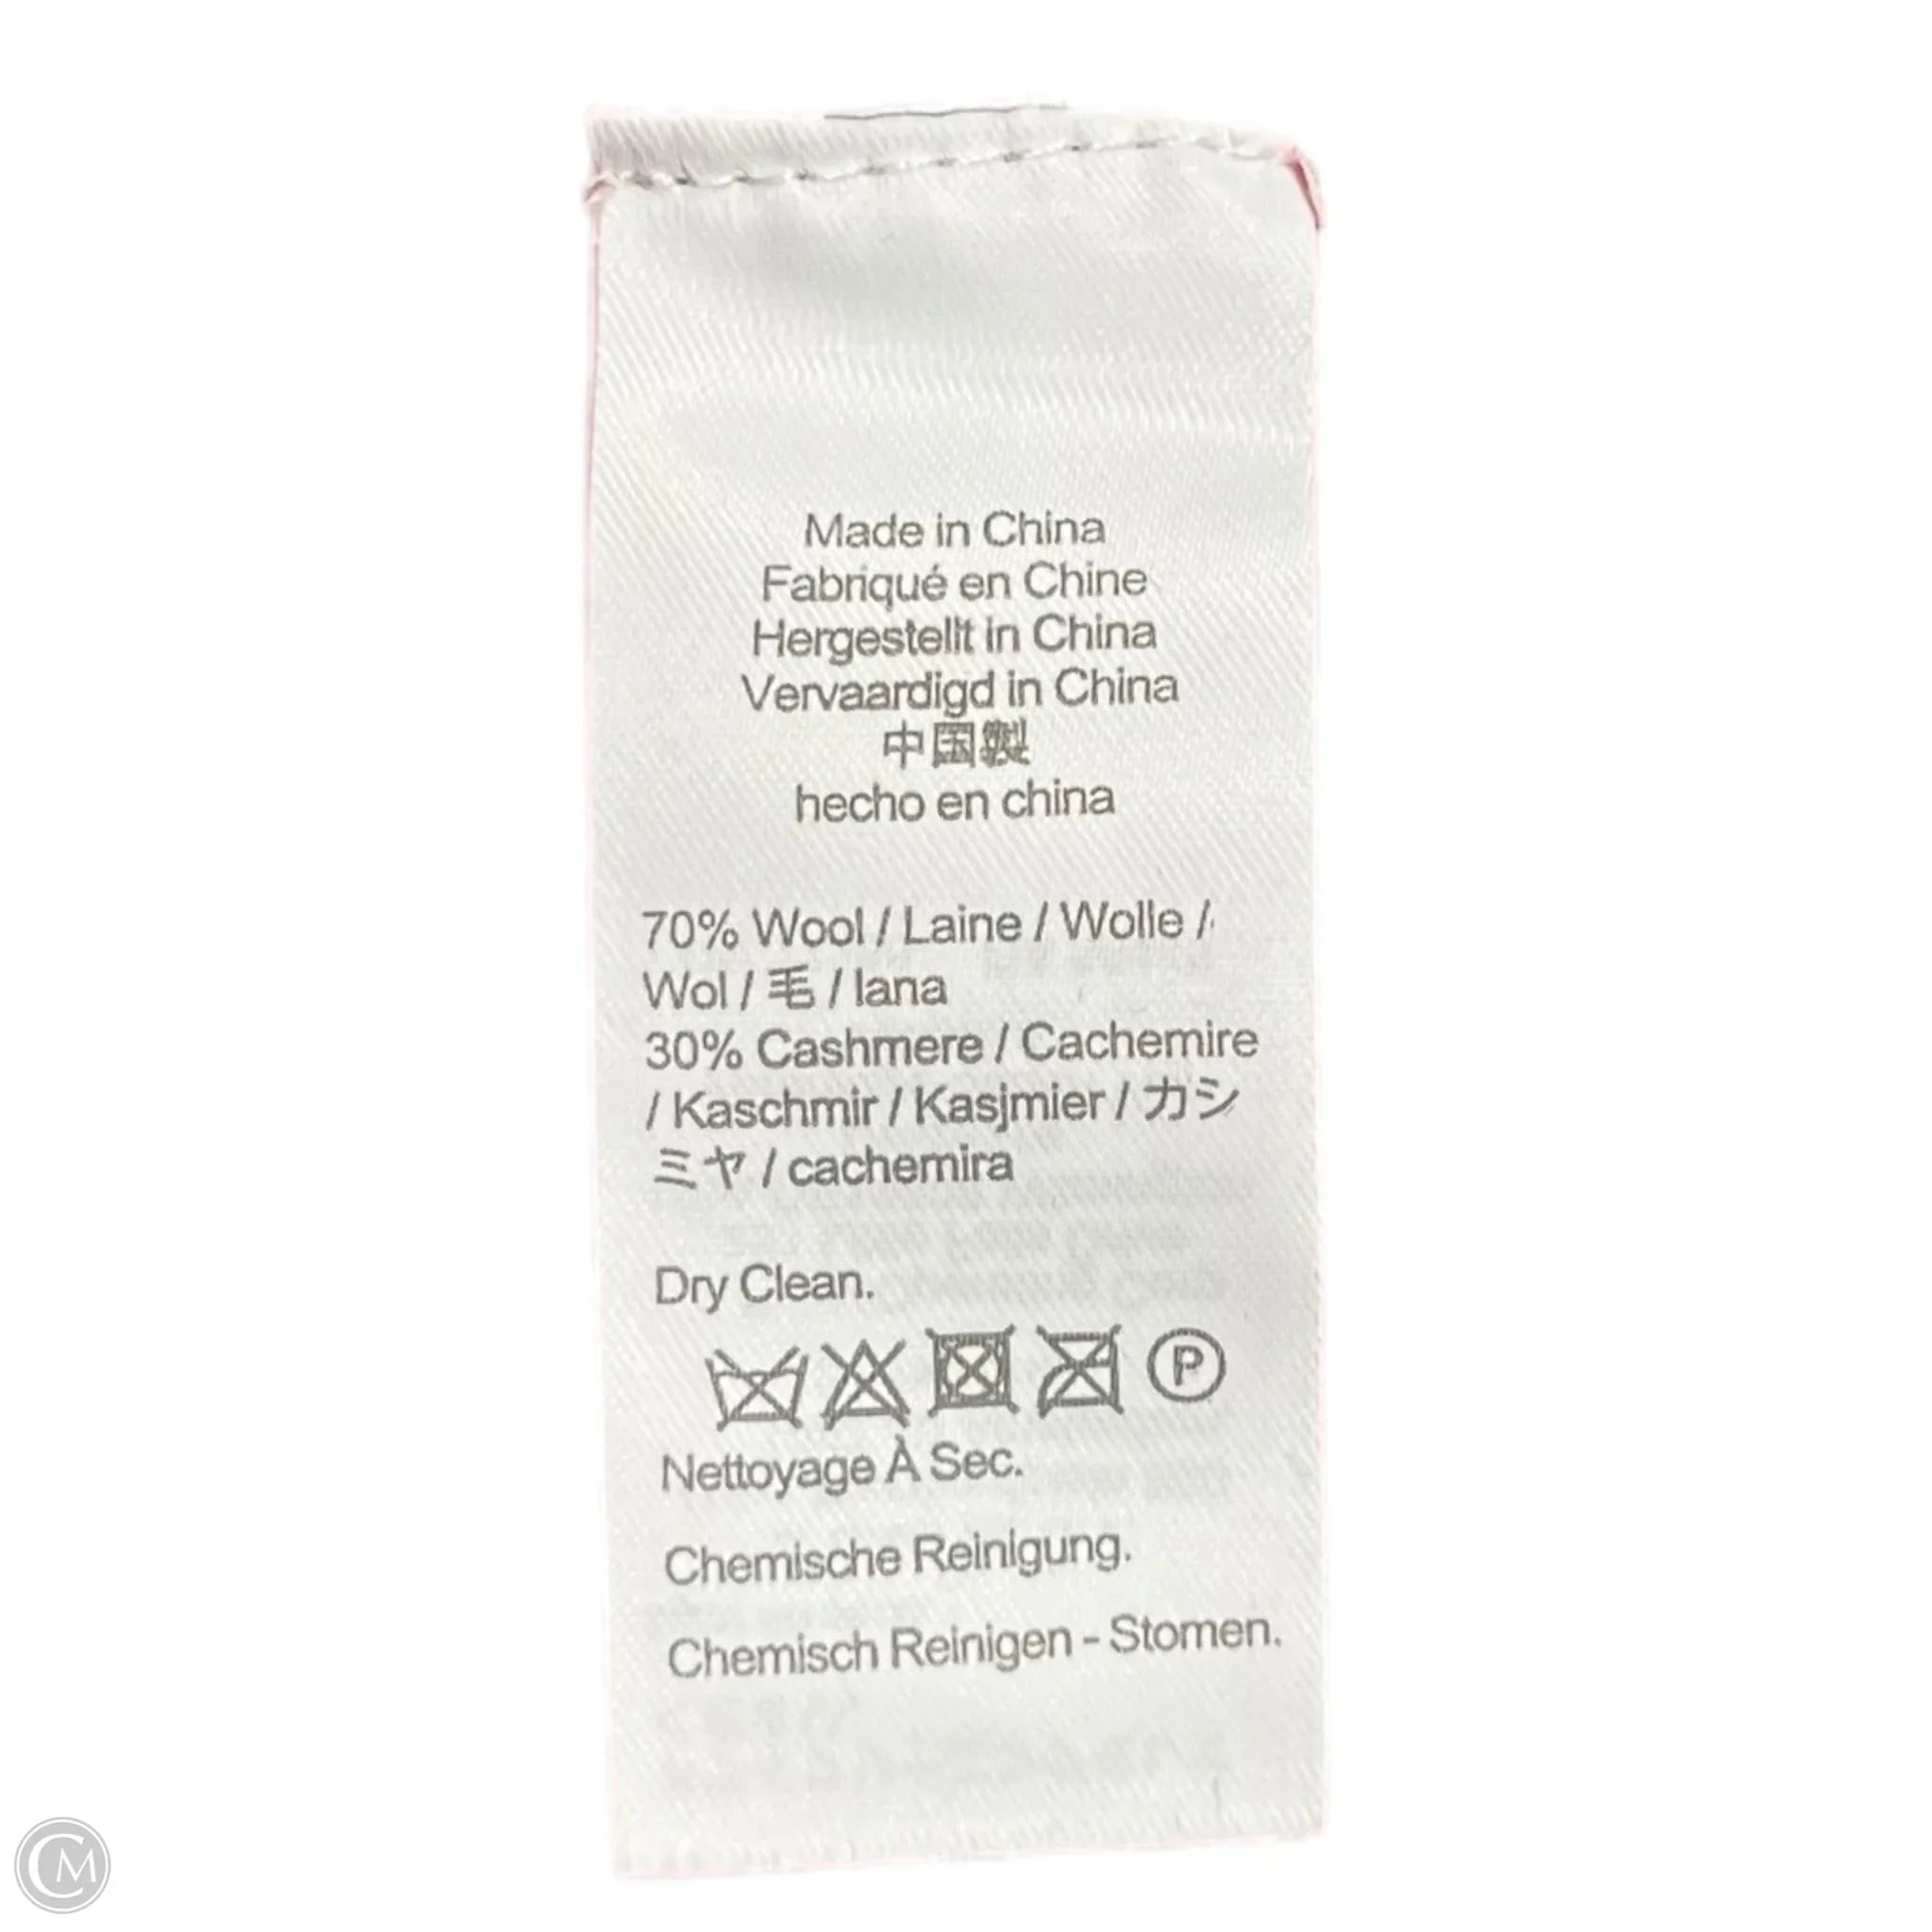 Made in China
Fabriqué en Chine
Hergestellt in China
Vervaardigd in China
中国製
hecho en china
70% Wool / Laine / Wolle /
Wol / 毛 / lana
30% Cashmere / Cachemire
/ Kaschmir / Kasjmier / カシ
ミヤ / cachemira
Dry Clean.
P
Nettoyage À Sec.
Chemische Reinigung.
Chemisch Reinigen - Stomen.
CM